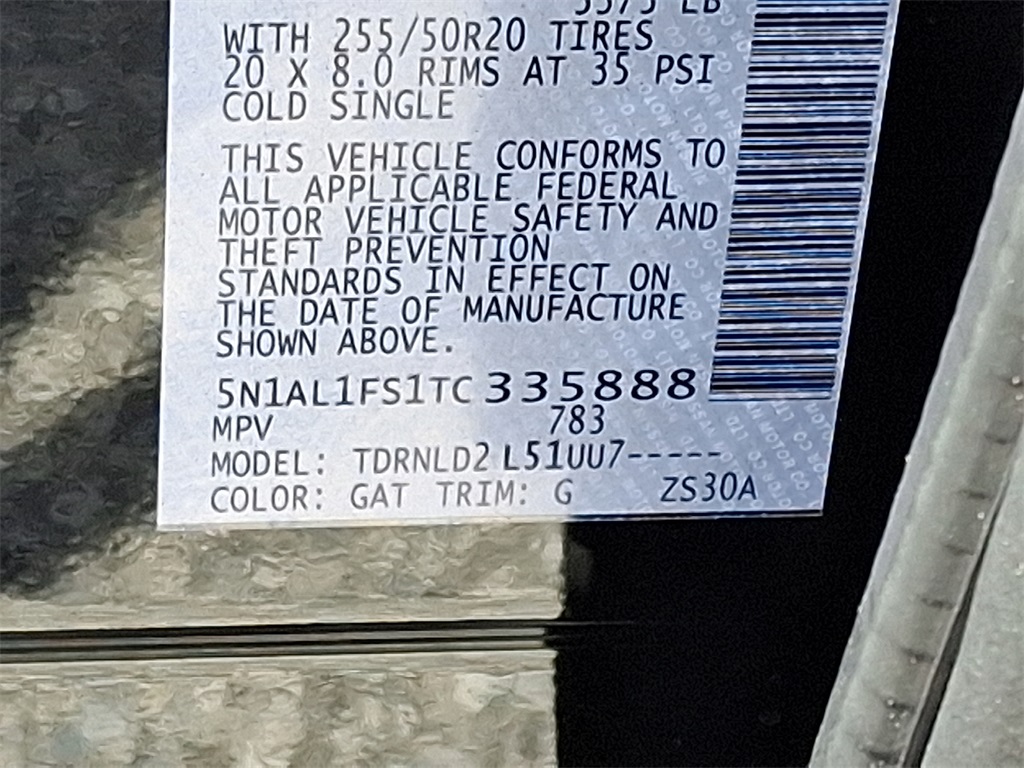 WITH 255/50R20 TIRES
20 X 8.0 RIMS AT 35 PSI
COLD SINGLE
THIS VEHICLE CONFORMS TO
ALL APPLICABLE FEDERAL
MOTOR VEHICLE SAFETY AND
THEFT PREVENTION
STANDARDS IN EFFECT ON
THE DATE OF MANUFACTURE
SHOWN ABOVE.
5N1AL1FS1TC 335888
MPV 783
MODEL: TDRNLD2 L51UU7-----
COLOR: GAT TRIM: G ZS30A